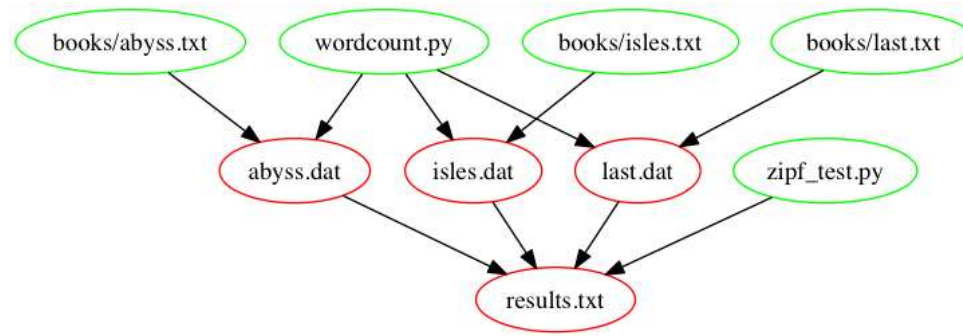 books/abyss.txt
wordcount.py
books/isles.txt
books/last.txt
abyss.dat
isles.dat
last.dat
zipf_test.py
results.txt